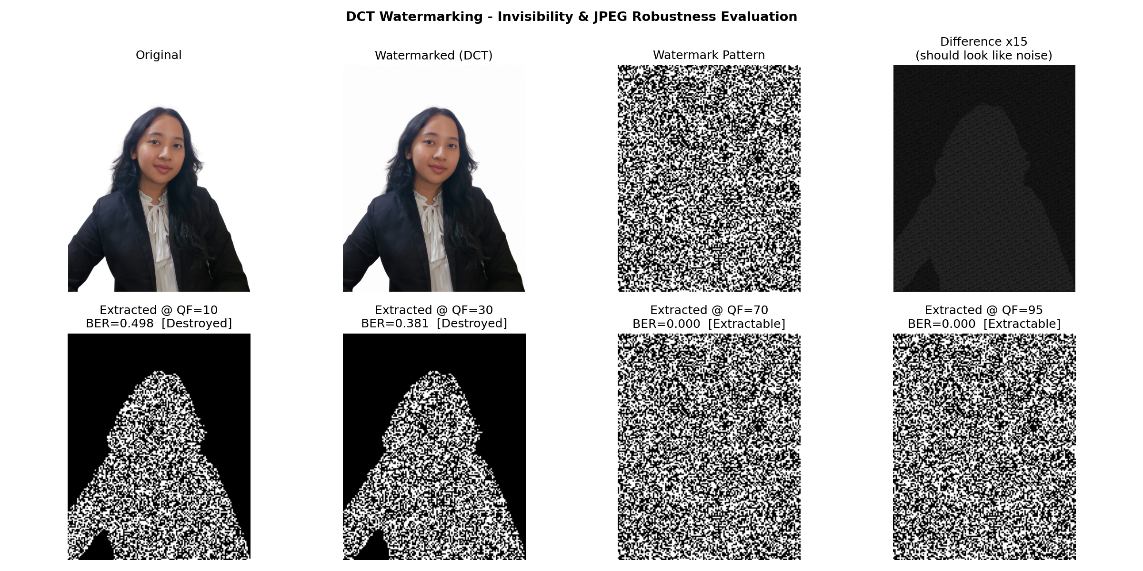 DCT Watermarking - Invisibility & JPEG Robustness Evaluation
Original
Watermarked (DCT)
Watermark Pattern
Difference x15
(should look like noise)
Extracted @ QF=10
BER=0.498  [Destroyed]
Extracted @ QF=30
BER=0.381  [Destroyed]
Extracted @ QF=70
BER=0.000  [Extractable]
Extracted @ QF=95
BER=0.000  [Extractable]